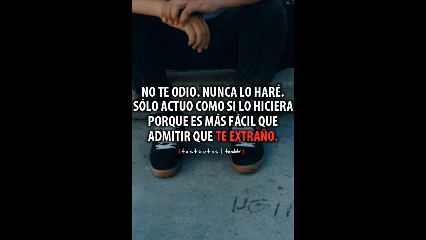 NO TE ODIO. NUNCA LO HARÉ.
SÓLO ACTUO COMO SI LO HICIERA
PORQUE ES MÁS FÁCIL QUE
ADMITIR QUE TE EXTRAÑO.